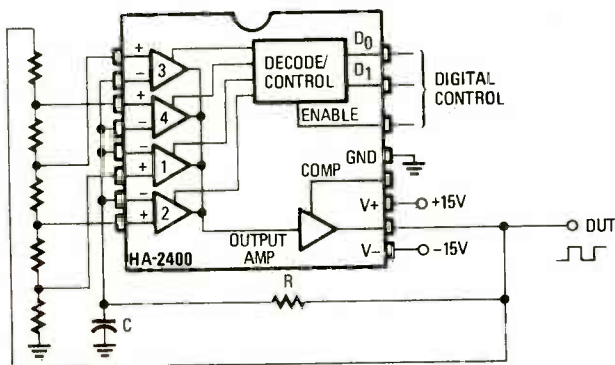 +
−
3
+
−
4
−
+
1
−
+
2
DECODE/
CONTROL
D0
D1
ENABLE
DIGITAL
CONTROL
GND
COMP
V+
+15V
OUTPUT
AMP
V−
−15V
HA-2400
OUT
R
C